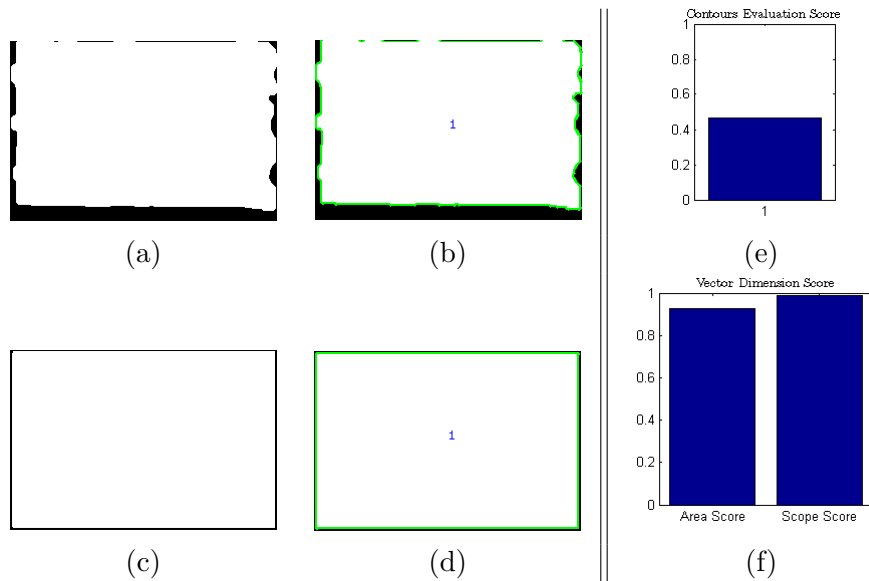 1
(a)
(b)
Contours Evaluation Score
1
0.8
0.6
0.4
0.2
0
1
(e)
1
(c)
(d)
Vector Dimension Score
1
0.8
0.6
0.4
0.2
0
Area Score Scope Score
(f)